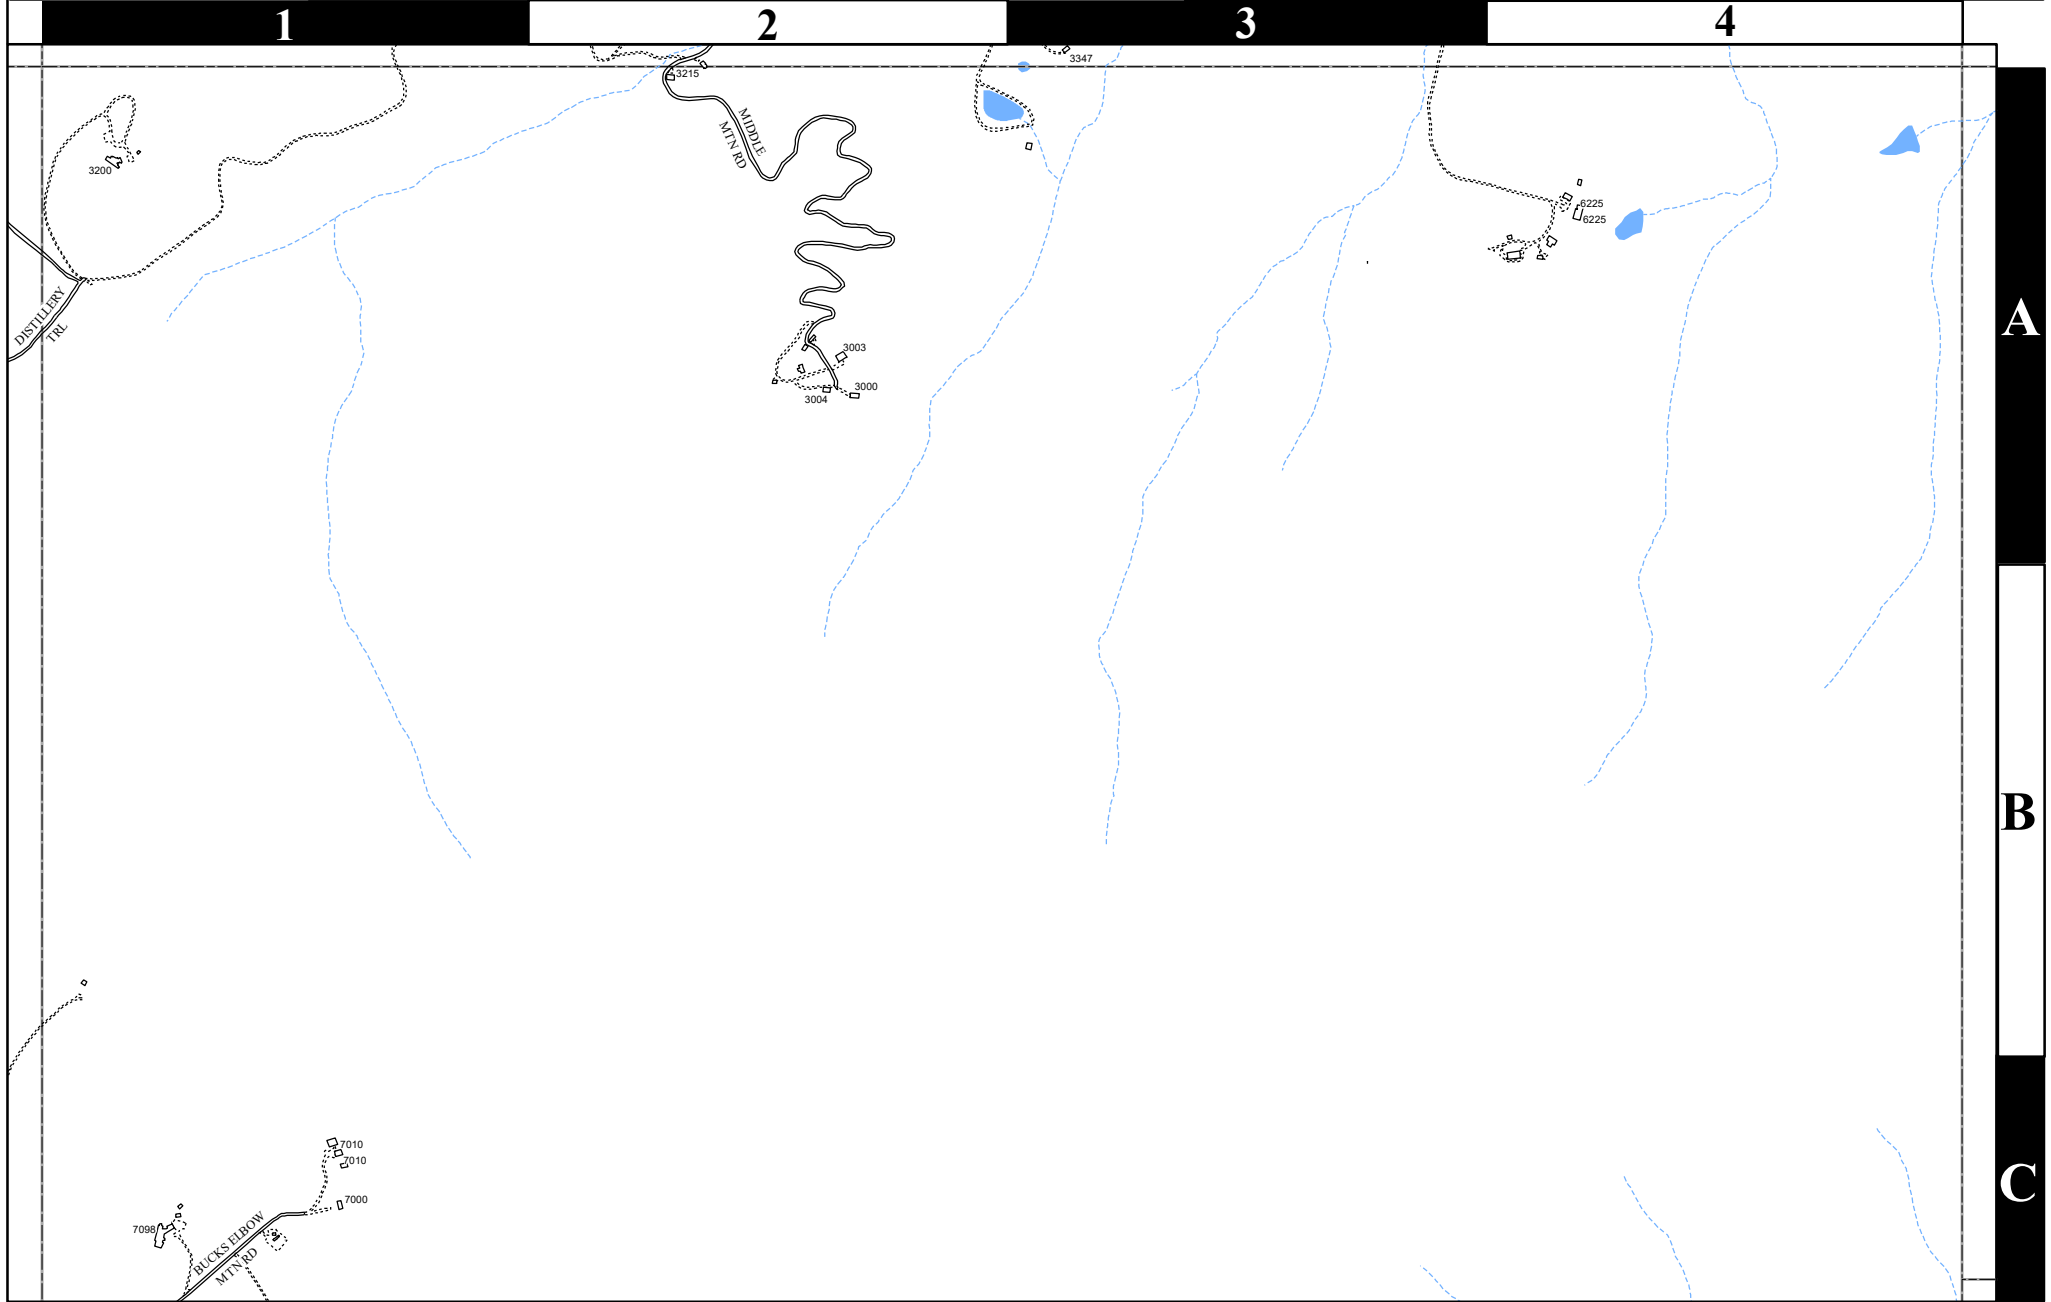 1 2 3 4
3347
3215
MIDDLE
MTN RD
3200
6225
6225
DISTILLERY
TRL
A
3003
3000
3004
B
7010
7010
C
7000
7098
BUCKS ELBOW
MTN RD